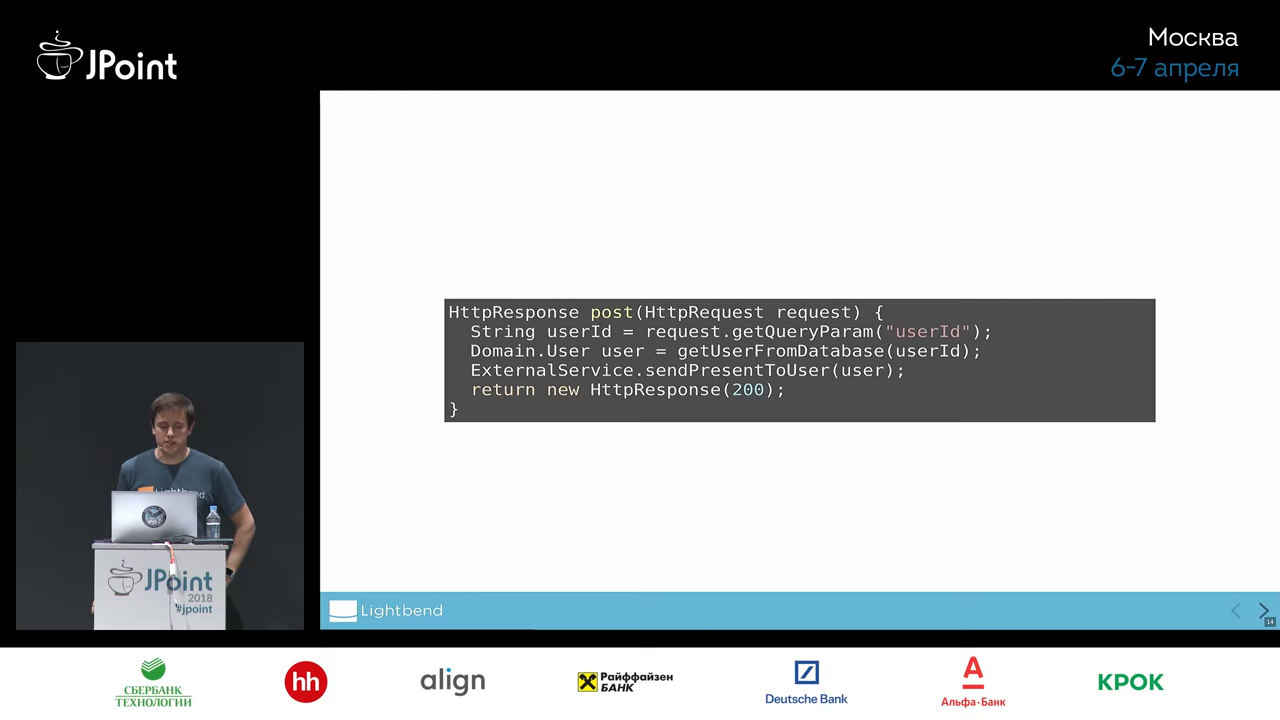 JPoint
Москва
6-7 апреля
HttpResponse post(HttpRequest request) {
String userId = request.getQueryParam("userId");
Domain.User user = getUserFromDatabase(userId);
ExternalService.sendPresentToUser(user);
return new HttpResponse(200);
}
Lightbend
JPoint
2018
#jpoint
Lightbend
14
СБЕРБАНК
ТЕХНОЛОГИИ
hh
align
Райффайзен
БАНК
Deutsche Bank
А
Альфа·Банк
КРОК